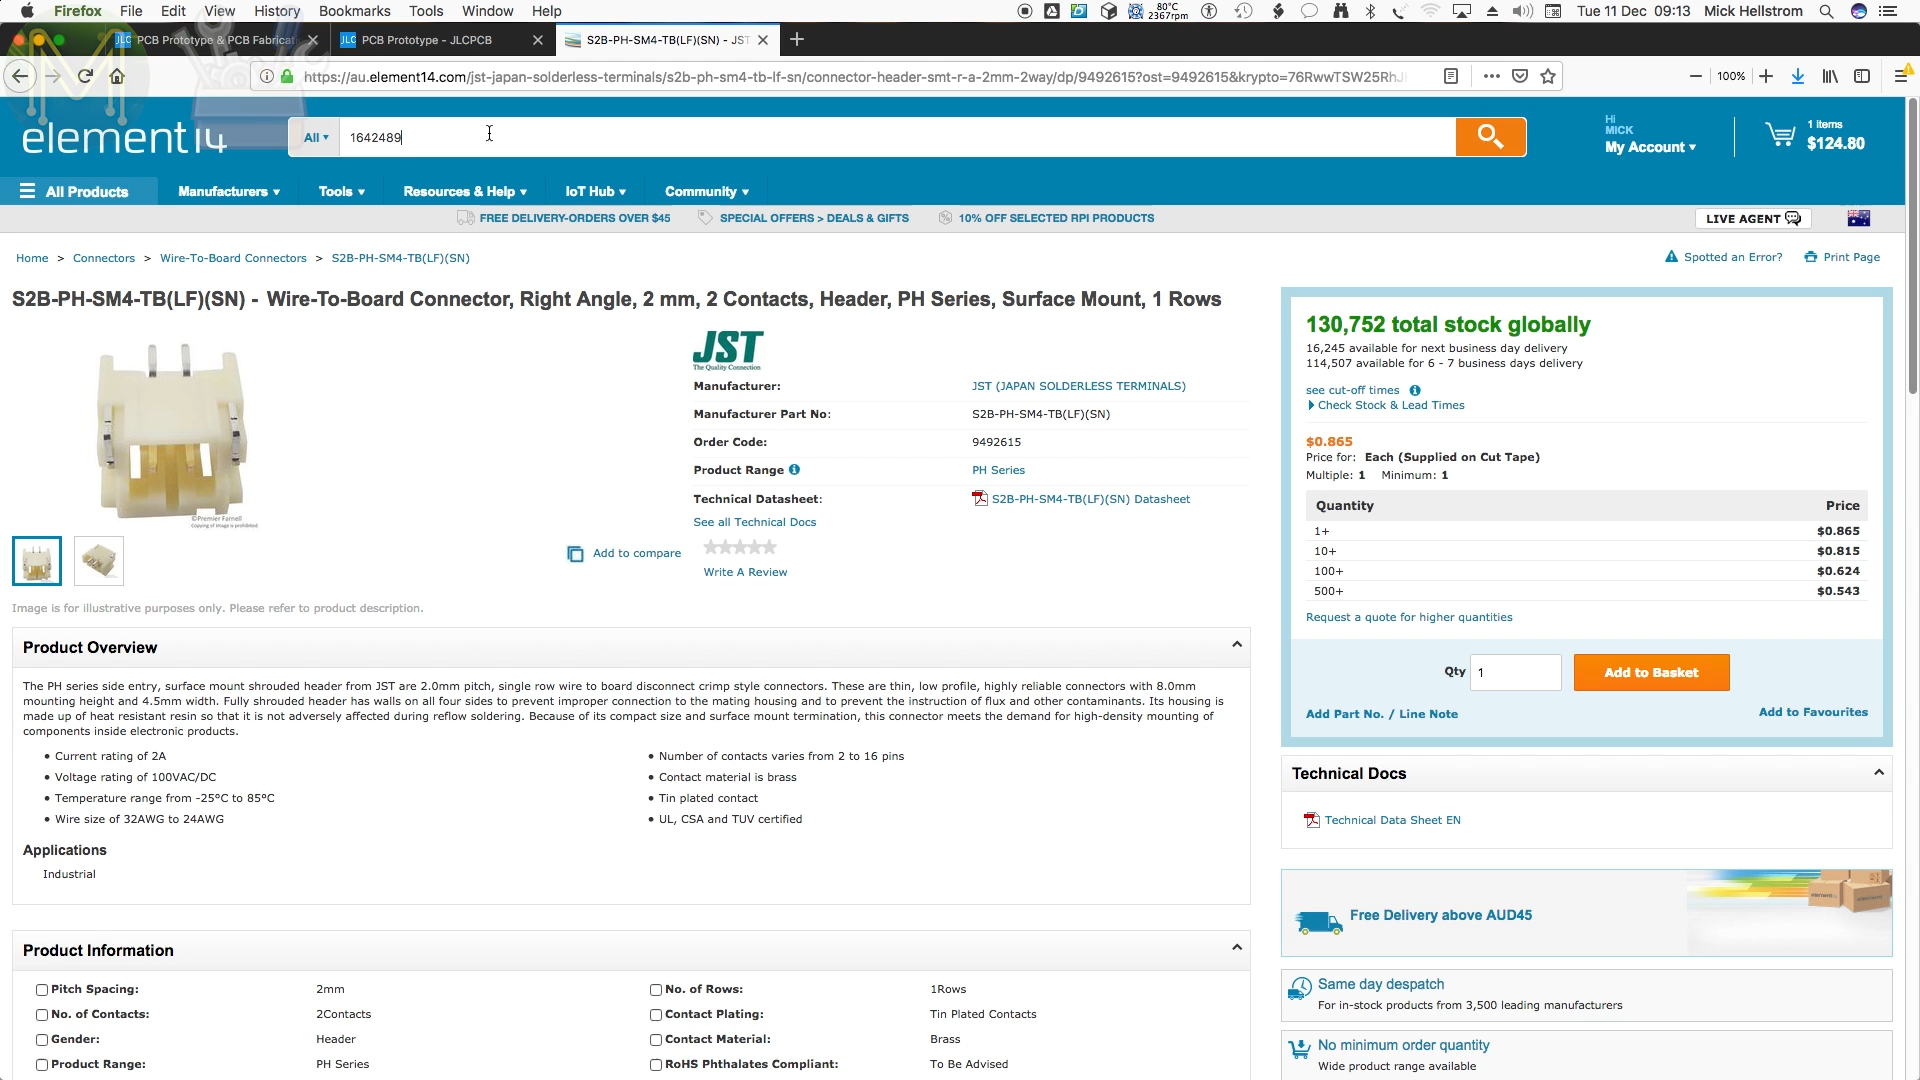 Firefox File Edit View History Bookmarks Tools Window Help 80°C 2367rpm Tue 11 Dec 09:13 Mick Hellstrom
JLC PCB Prototype & PCB Fabricat JLC PCB Prototype - JLCPCB S2B-PH-SM4-TB(LF)(SN) - JST
https://au.element14.com/jst-japan-solderless-terminals/s2b-ph-sm4-tb-lf-sn/connector-header-smt-r-a-2mm-2way/dp/9492615?ost=9492615&krypto=76RwwTSW25RhJ 100%
element14 All 1642489
Hi MICK My Account
1 items $124.80
All Products Manufacturers Tools Resources & Help IoT Hub Community
FREE DELIVERY-ORDERS OVER $45 SPECIAL OFFERS > DEALS & GIFTS 10% OFF SELECTED RPI PRODUCTS LIVE AGENT
Home > Connectors > Wire-To-Board Connectors > S2B-PH-SM4-TB(LF)(SN) Spotted an Error? Print Page
S2B-PH-SM4-TB(LF)(SN) - Wire-To-Board Connector, Right Angle, 2 mm, 2 Contacts, Header, PH Series, Surface Mount, 1 Rows
©Premier Farnell
Copying of image is prohibited
Add to compare
Image is for illustrative purposes only. Please refer to product description.
JST
The Quality Connection
Manufacturer: JST (JAPAN SOLDERLESS TERMINALS)
Manufacturer Part No: S2B-PH-SM4-TB(LF)(SN)
Order Code: 9492615
Product Range PH Series
Technical Datasheet: S2B-PH-SM4-TB(LF)(SN) Datasheet
See all Technical Docs
Write A Review
130,752 total stock globally
16,245 available for next business day delivery
114,507 available for 6 - 7 business days delivery
see cut-off times
Check Stock & Lead Times
$0.865
Price for: Each (Supplied on Cut Tape)
Multiple: 1 Minimum: 1
Quantity Price
1+ $0.865
10+ $0.815
100+ $0.624
500+ $0.543
Request a quote for higher quantities
Qty 1 Add to Basket
Add Part No. / Line Note Add to Favourites
Product Overview
The PH series side entry, surface mount shrouded header from JST are 2.0mm pitch, single row wire to board disconnect crimp style connectors. These are thin, low profile, highly reliable connectors with 8.0mm
mounting height and 4.5mm width. Fully shrouded header has walls on all four sides to prevent improper connection to the mating housing and to prevent the instruction of flux and other contaminants. Its housing is
made up of heat resistant resin so that it is not adversely affected during reflow soldering. Because of its compact size and surface mount termination, this connector meets the demand for high-density mounting of
components inside electronic products.
Current rating of 2A
Voltage rating of 100VAC/DC
Temperature range from -25°C to 85°C
Wire size of 32AWG to 24AWG
Number of contacts varies from 2 to 16 pins
Contact material is brass
Tin plated contact
UL, CSA and TUV certified
Applications
Industrial
Product Information
Pitch Spacing: 2mm No. of Rows: 1Rows
No. of Contacts: 2Contacts Contact Plating: Tin Plated Contacts
Gender: Header Contact Material: Brass
Product Range: PH Series RoHS Phthalates Compliant: To Be Advised
Technical Docs
Technical Data Sheet EN
Free Delivery above AUD45
Same day despatch
For in-stock products from 3,500 leading manufacturers
No minimum order quantity
Wide product range available